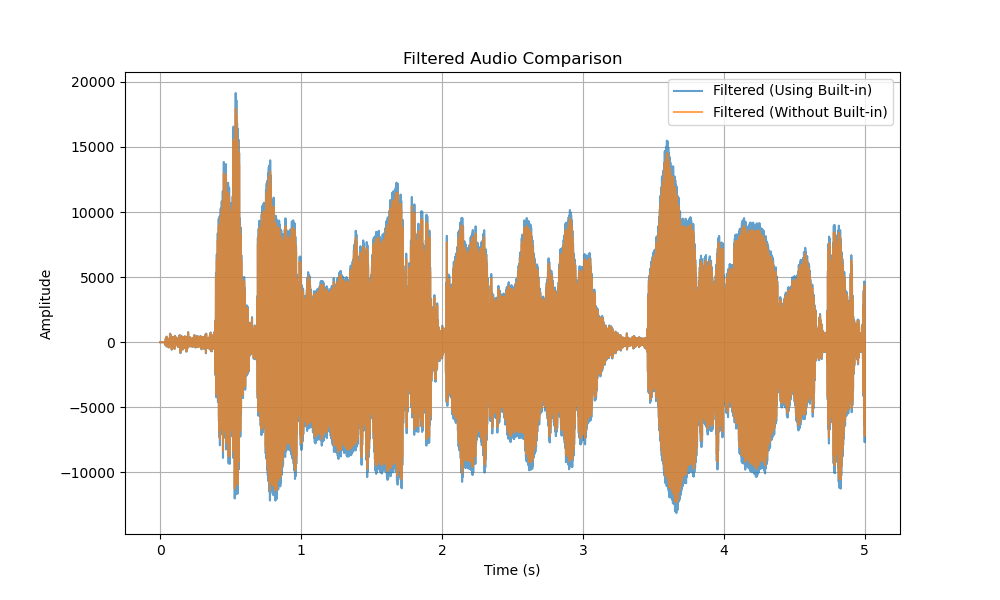 Filtered Audio Comparison
Filtered (Using Built-in)
Filtered (Without Built-in)
20000
15000
10000
5000
0
−5000
−10000
Amplitude
0 1 2 3 4 5
Time (s)